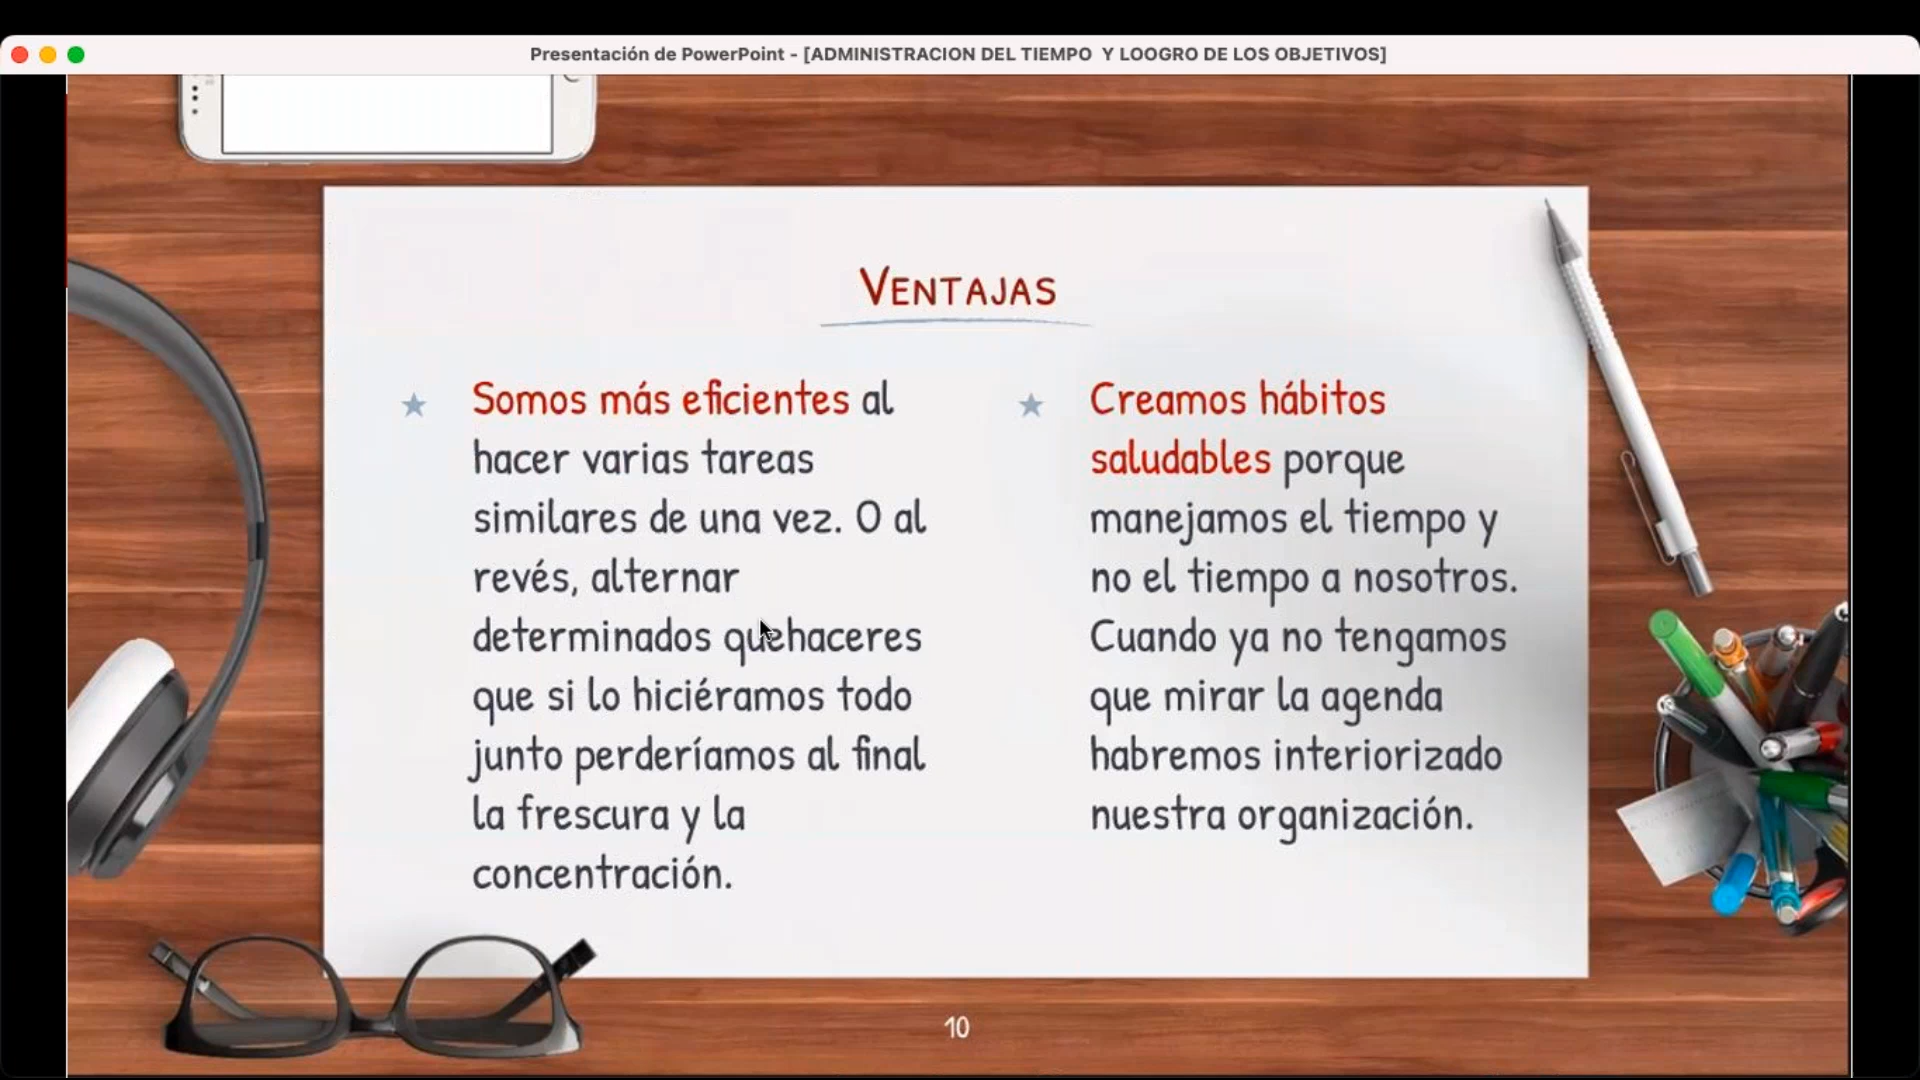 Presentación de PowerPoint - [ADMINISTRACION DEL TIEMPO  Y LOOGRO DE LOS OBJETIVOS]
VENTAJAS
Somos más eficientes al
hacer varias tareas
similares de una vez. O al
revés, alternar
determinados quehaceres
que si lo hiciéramos todo
junto perderíamos al final
la frescura y la
concentración.
Creamos hábitos
saludables porque
manejamos el tiempo y
no el tiempo a nosotros.
Cuando ya no tengamos
que mirar la agenda
habremos interiorizado
nuestra organización.
10